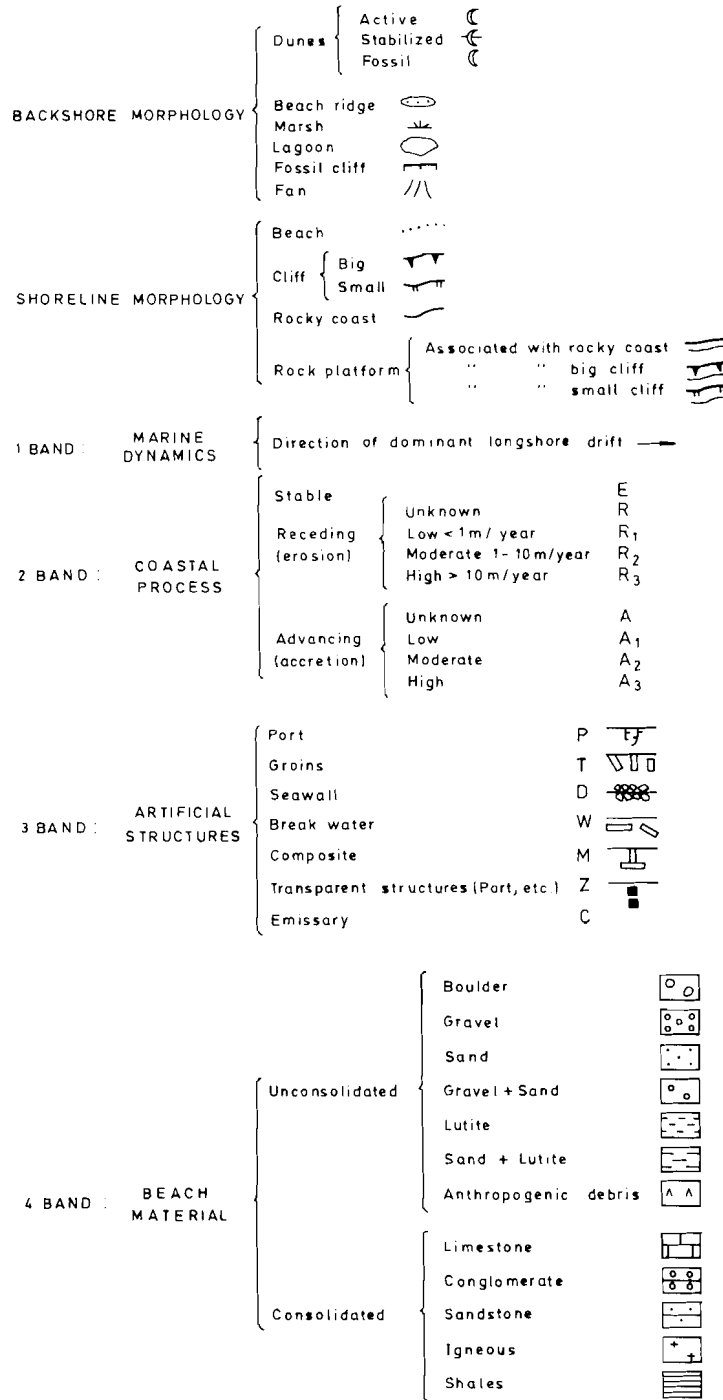 Active
Dunes Stabilized
Fossil
BACKSHORE MORPHOLOGY
Beach ridge
Marsh
Lagoon
Fossil cliff
Fan
Beach
Cliff Big
Small
SHORELINE MORPHOLOGY
Rocky coast
Rock platform Associated with rocky coast
" " big cliff
" " small cliff
1 BAND: MARINE DYNAMICS Direction of dominant longshore drift
Stable E
Receding (erosion) Unknown R
Low < 1m/ year R1
Moderate 1-10m/year R2
High > 10m/year R3
2 BAND: COASTAL PROCESS
Advancing (accretion) Unknown A
Low A1
Moderate A2
High A3
Port P
Groins T
Seawall D
3 BAND: ARTIFICIAL STRUCTURES
Break water W
Composite M
Transparent structures (Port, etc.) Z
Emissary C
4 BAND: BEACH MATERIAL
Unconsolidated
Boulder
Gravel
Sand
Gravel + Sand
Lutite
Sand + Lutite
Anthropogenic debris
Consolidated
Limestone
Conglomerate
Sandstone
Igneous
Shales